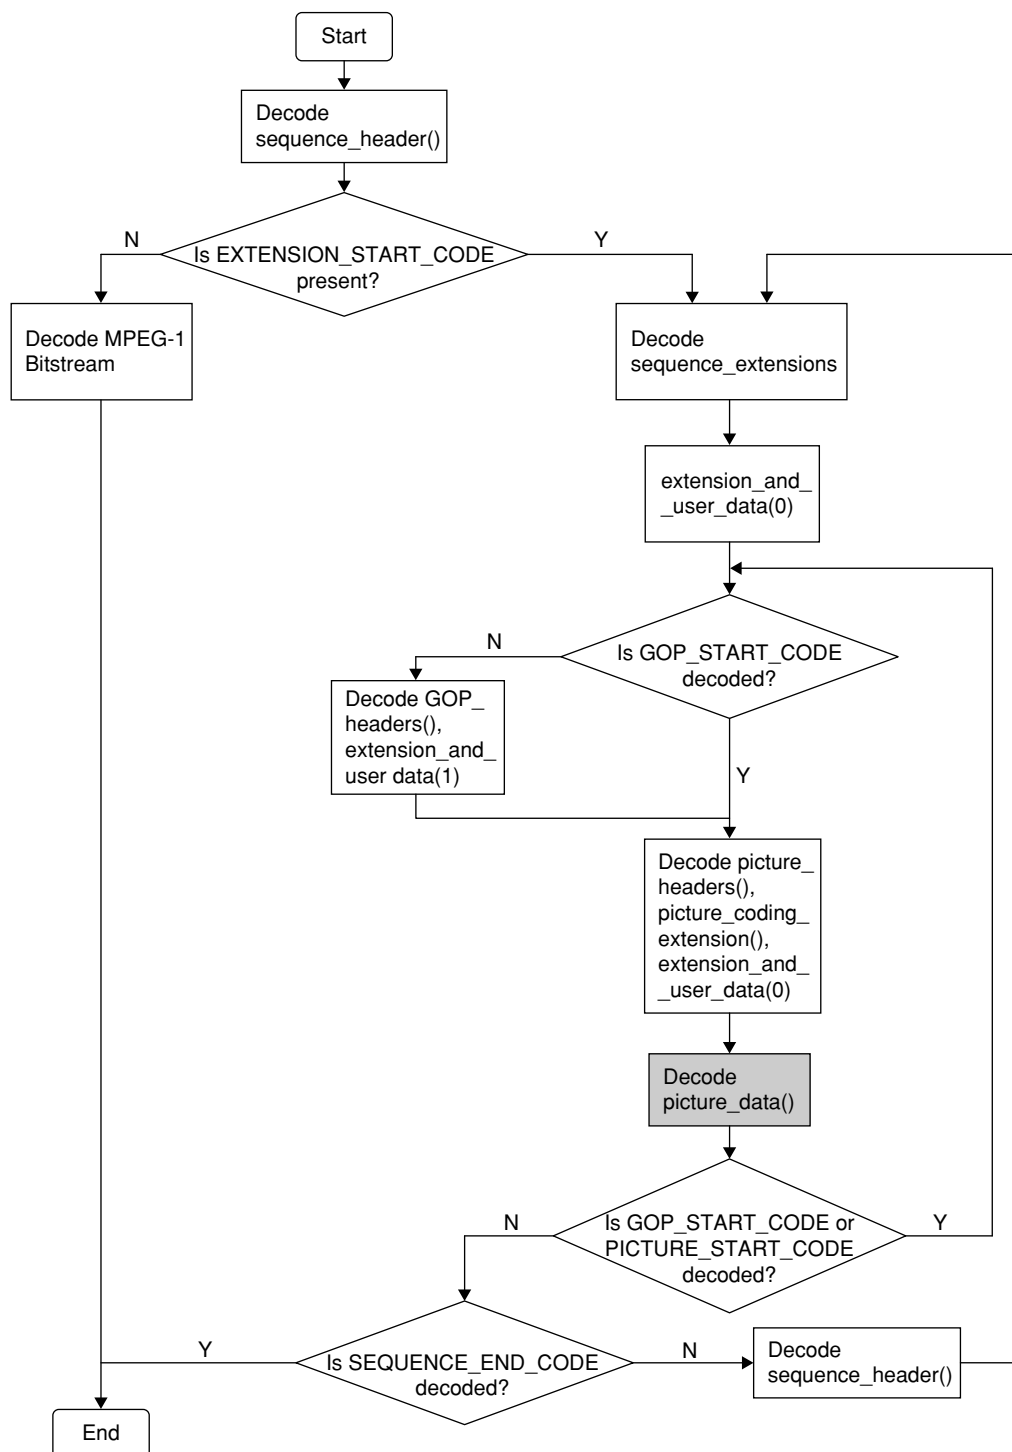 Start
Decode
sequence_header()
N
Is EXTENSION_START_CODE
present?
Y
Decode MPEG-1
Bitstream
Decode
sequence_extensions
extension_and_
_user_data(0)
N
Is GOP_START_CODE
decoded?
Decode GOP_
headers(),
extension_and_
user data(1)
Y
Decode picture_
headers(),
picture_coding_
extension(),
extension_and_
_user_data(0)
Decode
picture_data()
N
Is GOP_START_CODE or
PICTURE_START_CODE
decoded?
Y
Y
Is SEQUENCE_END_CODE
decoded?
N
Decode
sequence_header()
End